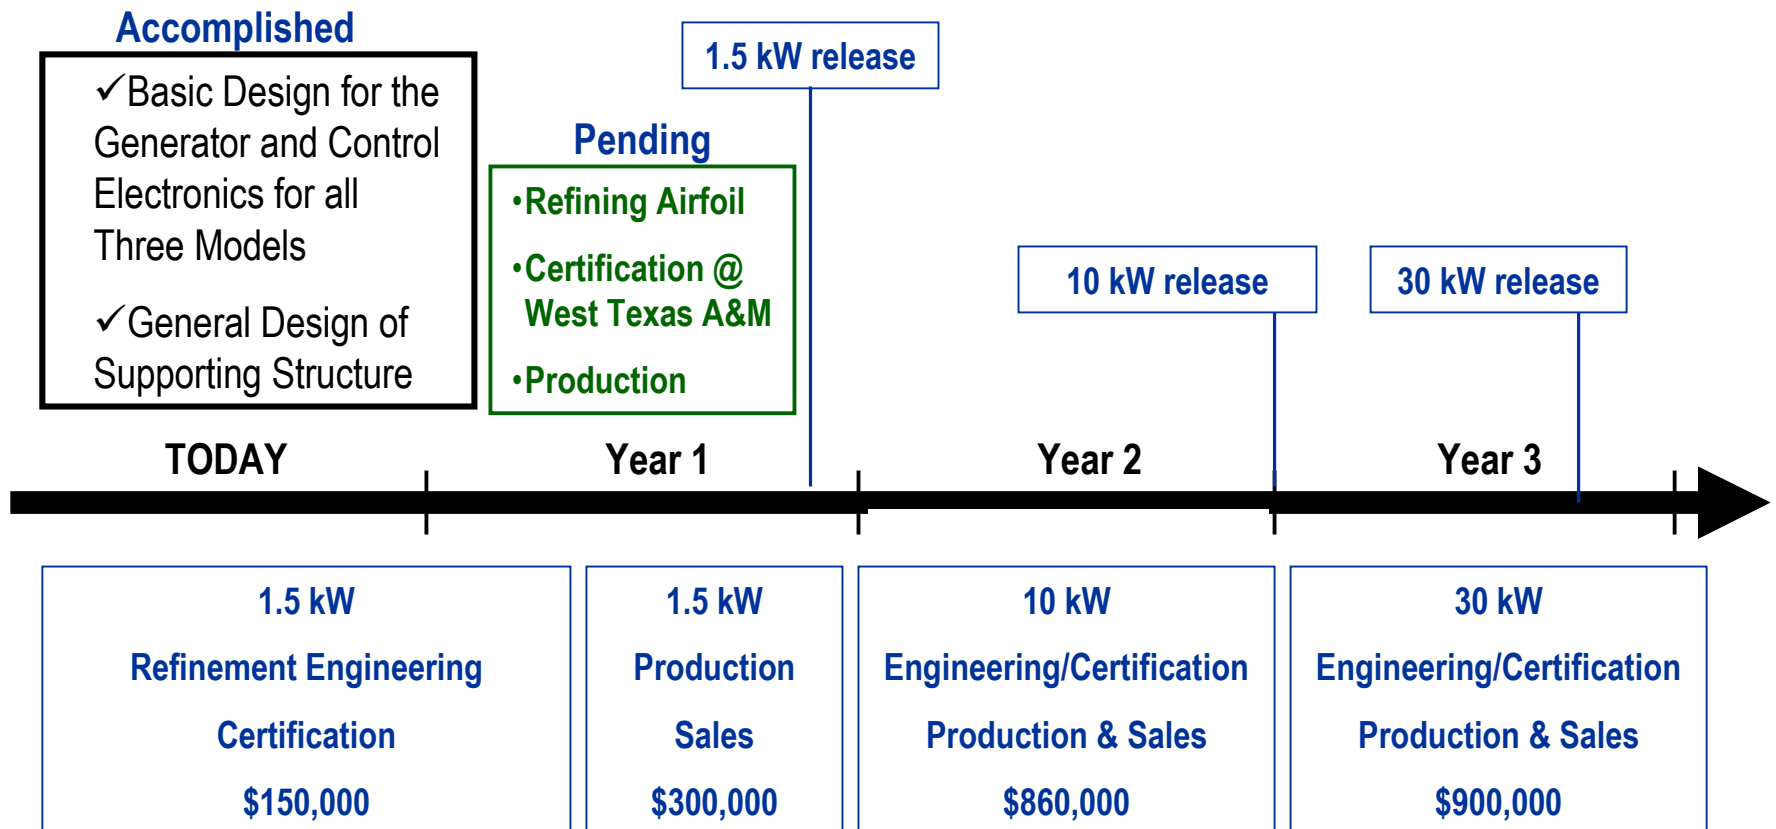 Accomplished
✓Basic Design for the
Generator and Control
Electronics for all
Three Models
✓General Design of
Supporting Structure
Pending
•Refining Airfoil
•Certification @
West Texas A&M
•Production
1.5 kW release
10 kW release
30 kW release
TODAY
Year 1
Year 2
Year 3
1.5 kW
Refinement Engineering
Certification
$150,000
1.5 kW
Production
Sales
$300,000
10 kW
Engineering/Certification
Production & Sales
$860,000
30 kW
Engineering/Certification
Production & Sales
$900,000